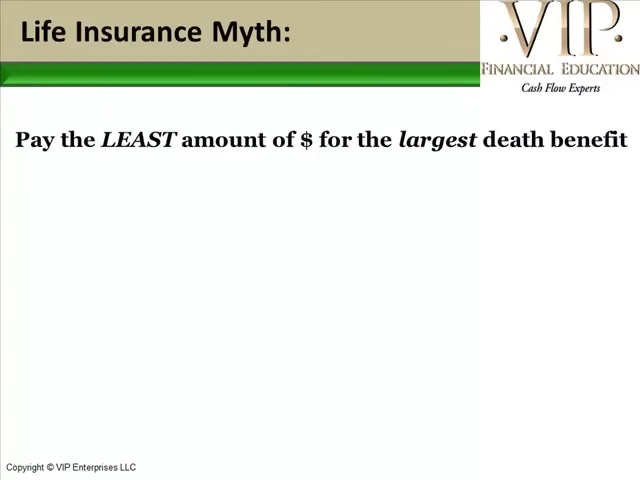 Life Insurance Myth:
·VIP·
FINANCIAL EDUCATION
Cash Flow Experts
Pay the LEAST amount of $ for the largest death benefit
Copyright © VIP Enterprises LLC